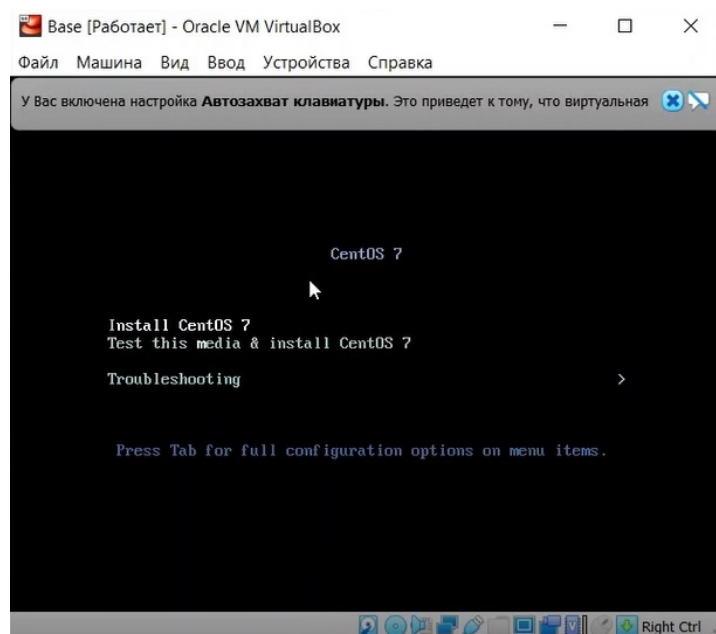 Base [Работает] - Oracle VM VirtualBox
Файл Машина Вид Ввод Устройства Справка
У Вас включена настройка Автозахват клавиатуры. Это приведет к тому, что виртуальная
CentOS 7
Install CentOS 7
Test this media & install CentOS 7
Troubleshooting >
Press Tab for full configuration options on menu items.
Right Ctrl